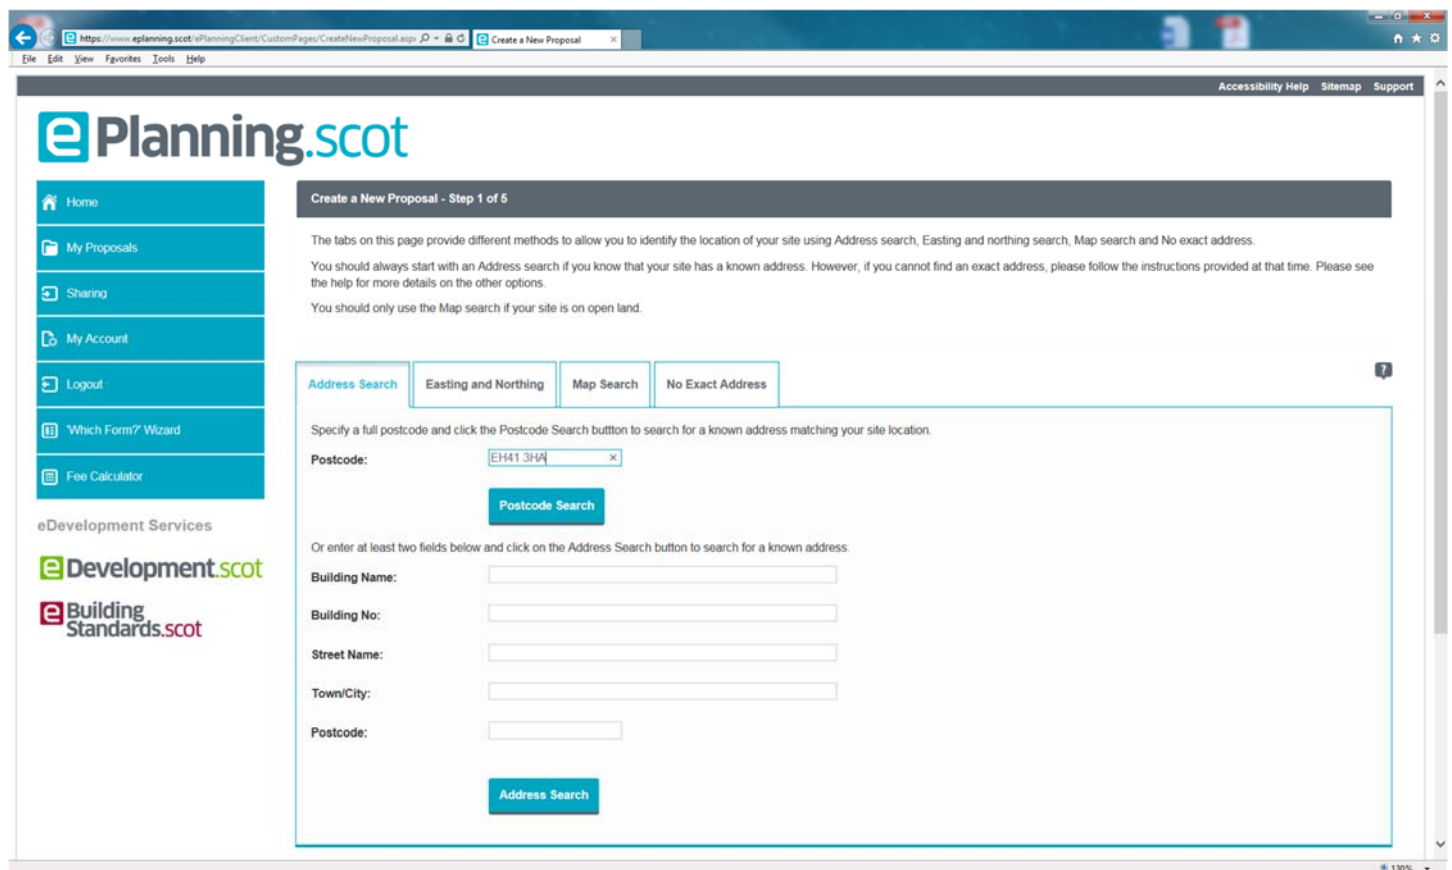 https://www.eplanning.scot/ePlanningClient/CustomPages/CreateNewProposal.asp
Create a New Proposal
File Edit View Favorites Tools Help
Accessibility Help Sitemap Support
ePlanning.scot
Home
My Proposals
Sharing
My Account
Logout
'Which Form?' Wizard
Fee Calculator
eDevelopment Services
eDevelopment.scot
eBuilding
Standards.scot
Create a New Proposal - Step 1 of 5
The tabs on this page provide different methods to allow you to identify the location of your site using Address search, Easting and northing search, Map search and No exact address.
You should always start with an Address search if you know that your site has a known address. However, if you cannot find an exact address, please follow the instructions provided at that time. Please see
the help for more details on the other options.
You should only use the Map search if your site is on open land.
?
Address Search Easting and Northing Map Search No Exact Address
Specify a full postcode and click the Postcode Search buttton to search for a known address matching your site location.
Postcode: EH41 3HA
Postcode Search
Or enter at least two fields below and click on the Address Search button to search for a known address.
Building Name:
Building No:
Street Name:
Town/City:
Postcode:
Address Search
130%